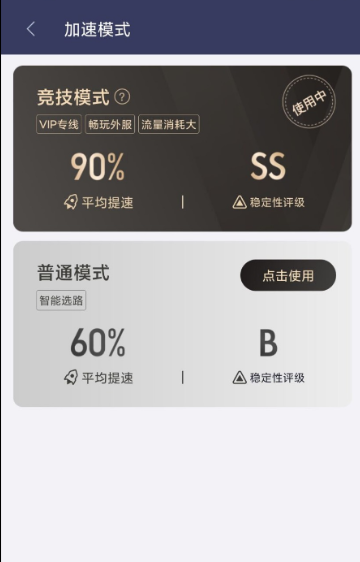 加速模式
竞技模式?
使用中
VIP专线 畅玩外服 流量消耗大
90% SS
平均提速 | 稳定性评级
普通模式
点击使用
智能选路
60% B
平均提速 | 稳定性评级